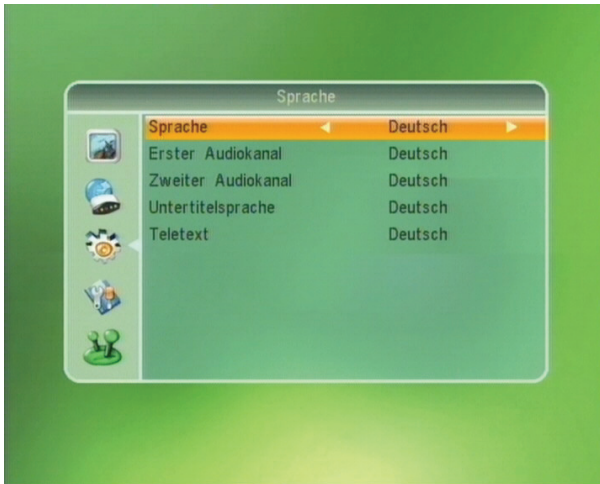 Sprache
Sprache Deutsch
Erster Audiokanal Deutsch
Zweiter Audiokanal Deutsch
Untertitelsprache Deutsch
Teletext Deutsch